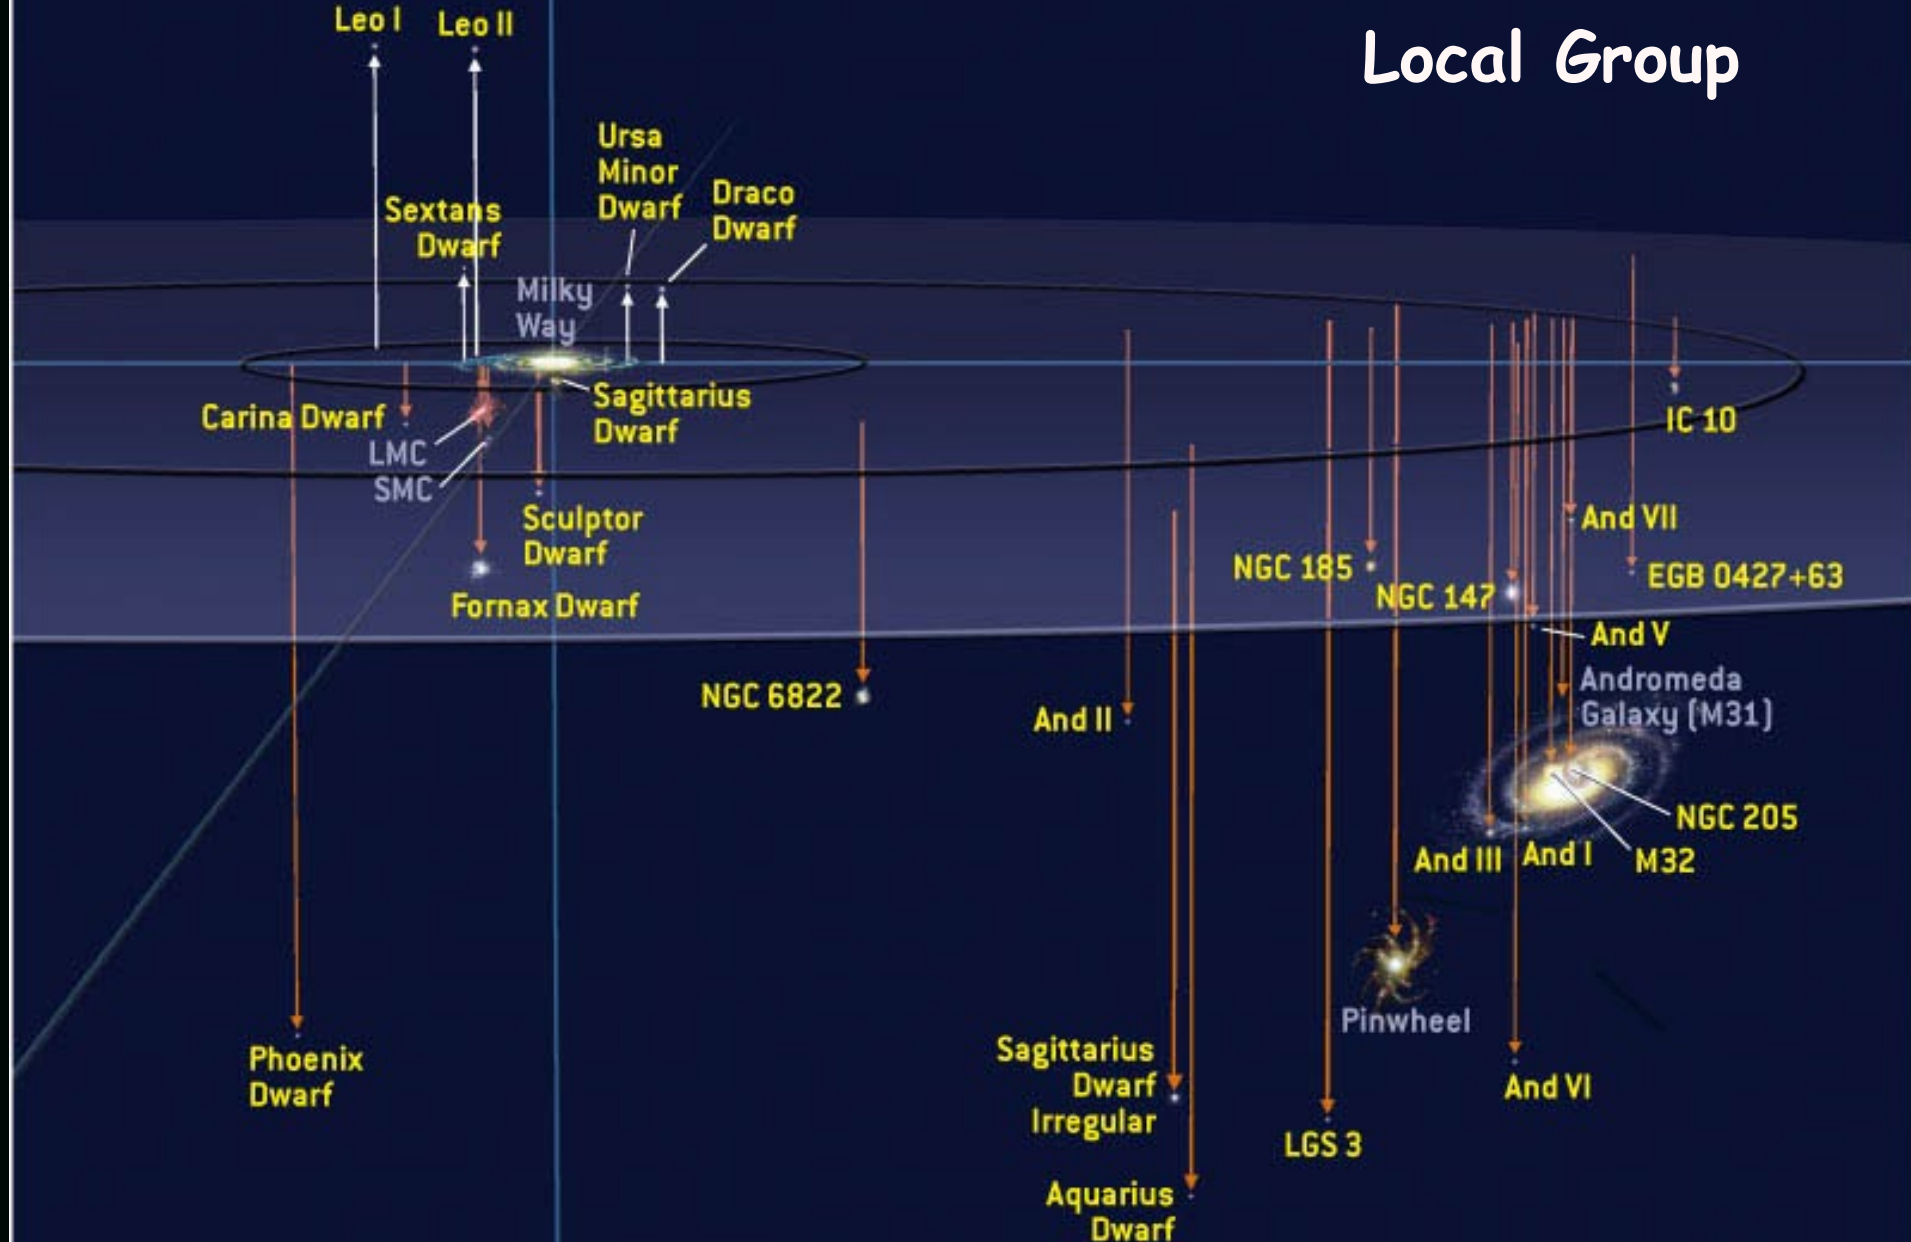 Local Group
Leo I
Leo II
Ursa
Minor
Dwarf
Draco
Dwarf
Sextans
Dwarf
Milky
Way
Sagittarius
Dwarf
Carina Dwarf
LMC
SMC
Sculptor
Dwarf
Fornax Dwarf
IC 10
And VII
NGC 185
NGC 147
EGB 0427+63
And V
Andromeda
Galaxy (M31)
NGC 6822
And II
NGC 205
And III
And I
M32
Pinwheel
Phoenix
Dwarf
Sagittarius
Dwarf
Irregular
And VI
LGS 3
Aquarius
Dwarf